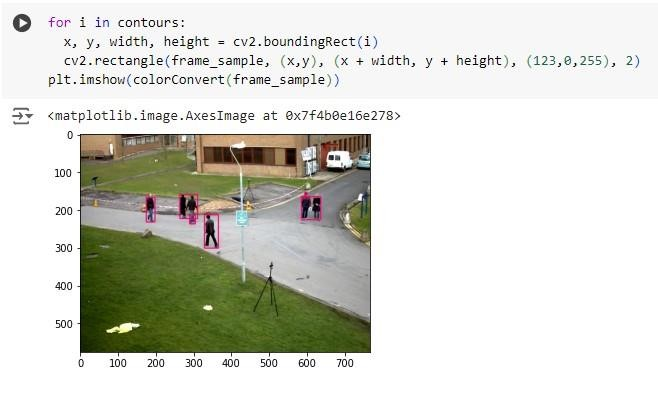 for i in contours:
x, y, width, height = cv2.boundingRect(i)
cv2.rectangle(frame_sample, (x,y), (x + width, y + height), (123,0,255), 2)
plt.imshow(colorConvert(frame_sample))
<matplotlib.image.AxesImage at 0x7f4b0e16e278>
0
100
200
300
400
500
0 100 200 300 400 500 600 700